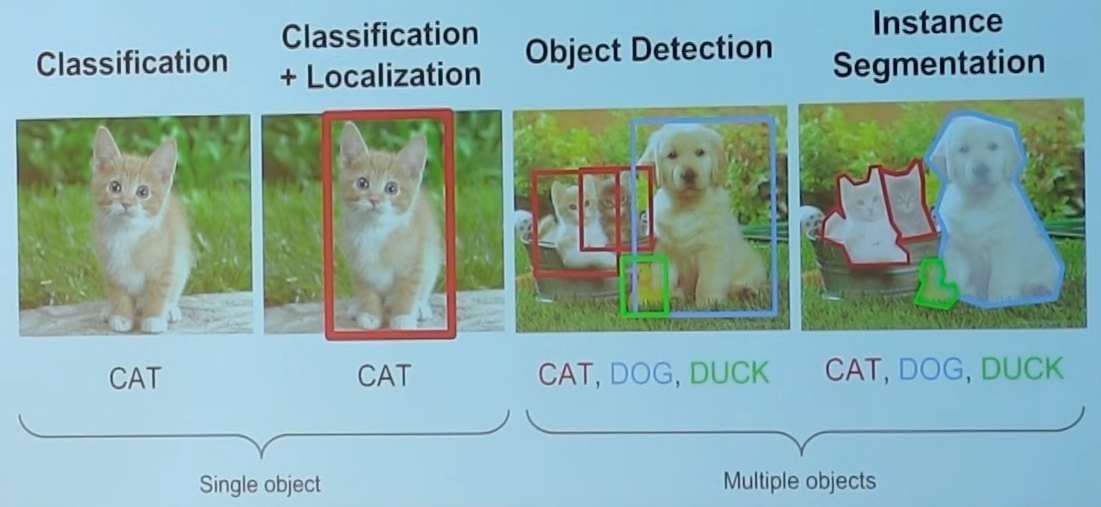 Classification
Classification
+ Localization
Object Detection
Instance
Segmentation
CAT
CAT
CAT, DOG, DUCK
CAT, DOG, DUCK
Single object
Multiple objects